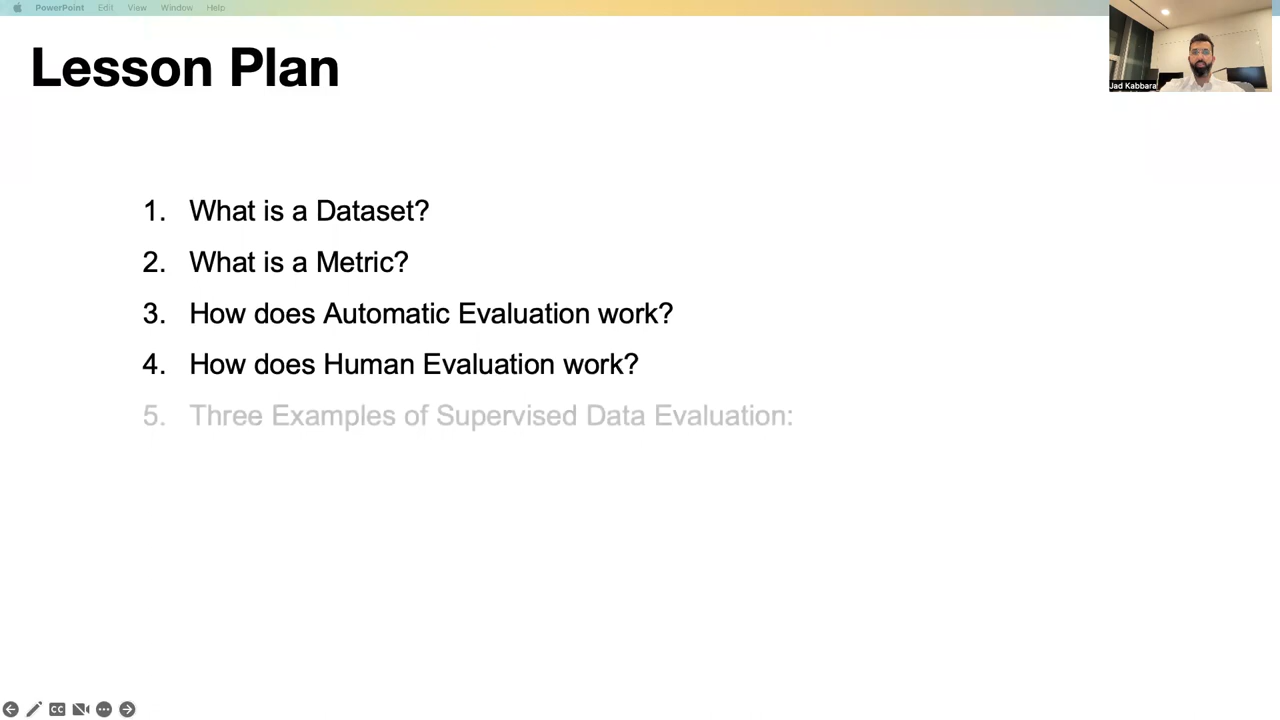 PowerPoint Edit View Window Help
Lesson Plan
Jad Kabbara
1. What is a Dataset?
2. What is a Metric?
3. How does Automatic Evaluation work?
4. How does Human Evaluation work?
5. Three Examples of Supervised Data Evaluation:
CC